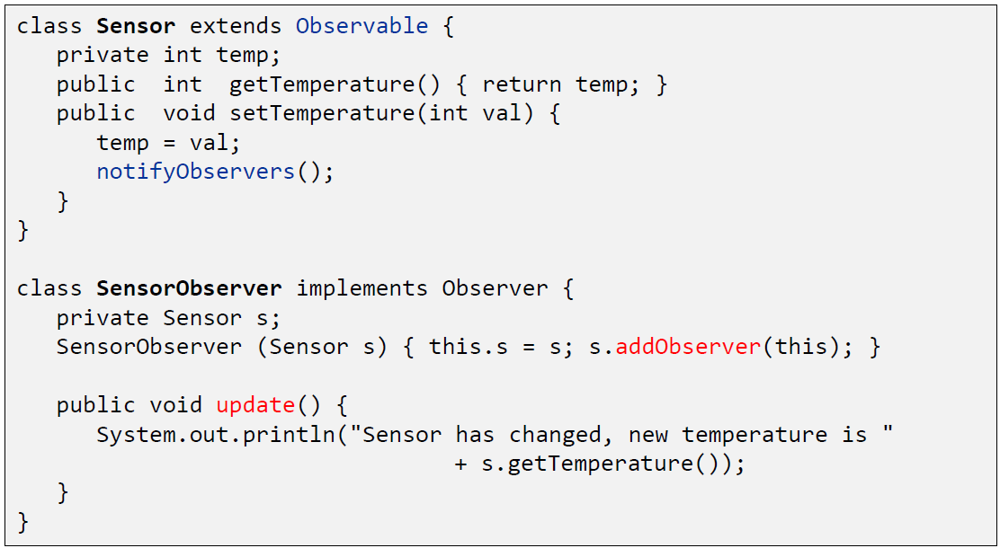 class Sensor extends Observable {
   private int temp;
   public  int  getTemperature() { return temp; }
   public  void setTemperature(int val) {
      temp = val;
      notifyObservers();
   }
}

class SensorObserver implements Observer {
   private Sensor s;
   SensorObserver (Sensor s) { this.s = s; s.addObserver(this); }

   public void update() {
      System.out.println("Sensor has changed, new temperature is "
                                 + s.getTemperature());
   }
}